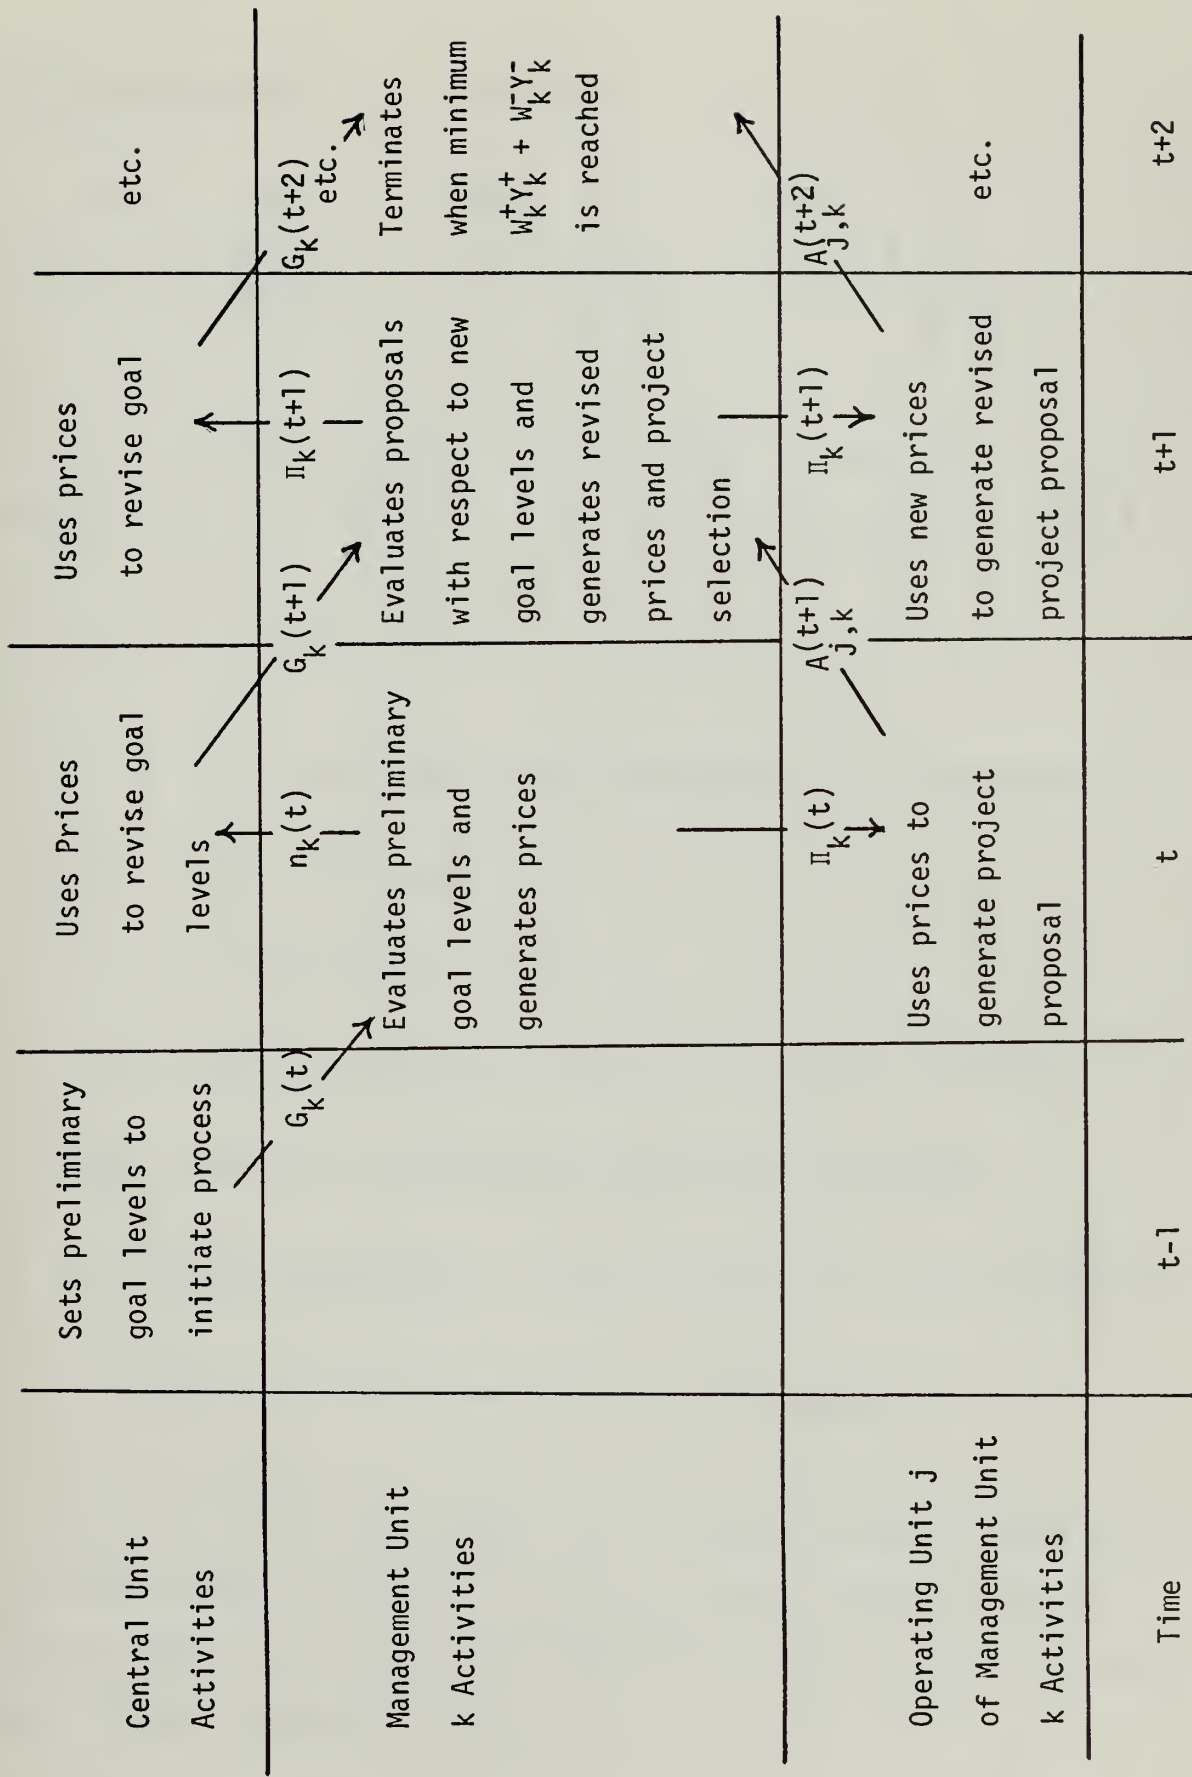 Central Unit
Activities
Sets preliminary
goal levels to
initiate process
Uses Prices
to revise goal
levels
Uses prices
to revise goal
etc.
G_k(t)
n_k(t)
G_k(t+1)
Π_k(t+1)
G_k(t+2)
etc.
Management Unit
k Activities
Evaluates preliminary
goal levels and
generates prices
Evaluates proposals
with respect to new
goal levels and
generates revised
prices and project
selection
Terminates
when minimum
W_k^+Y_k^+ + W_k^-Y_k^-
is reached
Π_k(t)
A_{j,k}^{(t+1)}
Π_k(t+1)
A_{j,k}^{(t+2)}
Operating Unit j
of Management Unit
k Activities
Uses prices to
generate project
proposal
Uses new prices
to generate revised
project proposal
etc.
Time
t-1
t
t+1
t+2